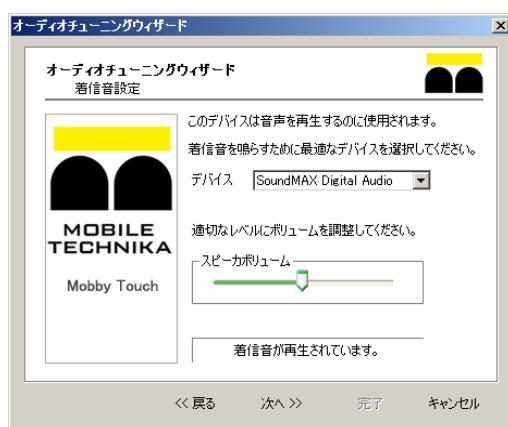 オーディオチューニングウィザード
オーディオチューニングウィザード
着信音設定
このデバイスは音声を再生するのに使用されます。
着信音を鳴らすために最適なデバイスを選択してください。
デバイス SoundMAX Digital Audio
MOBILE
TECHNIKA
Mobby Touch
適切なレベルにボリュームを調整してください。
スピーカボリューム
着信音が再生されています。
<< 戻る 次へ >> 完了 キャンセル